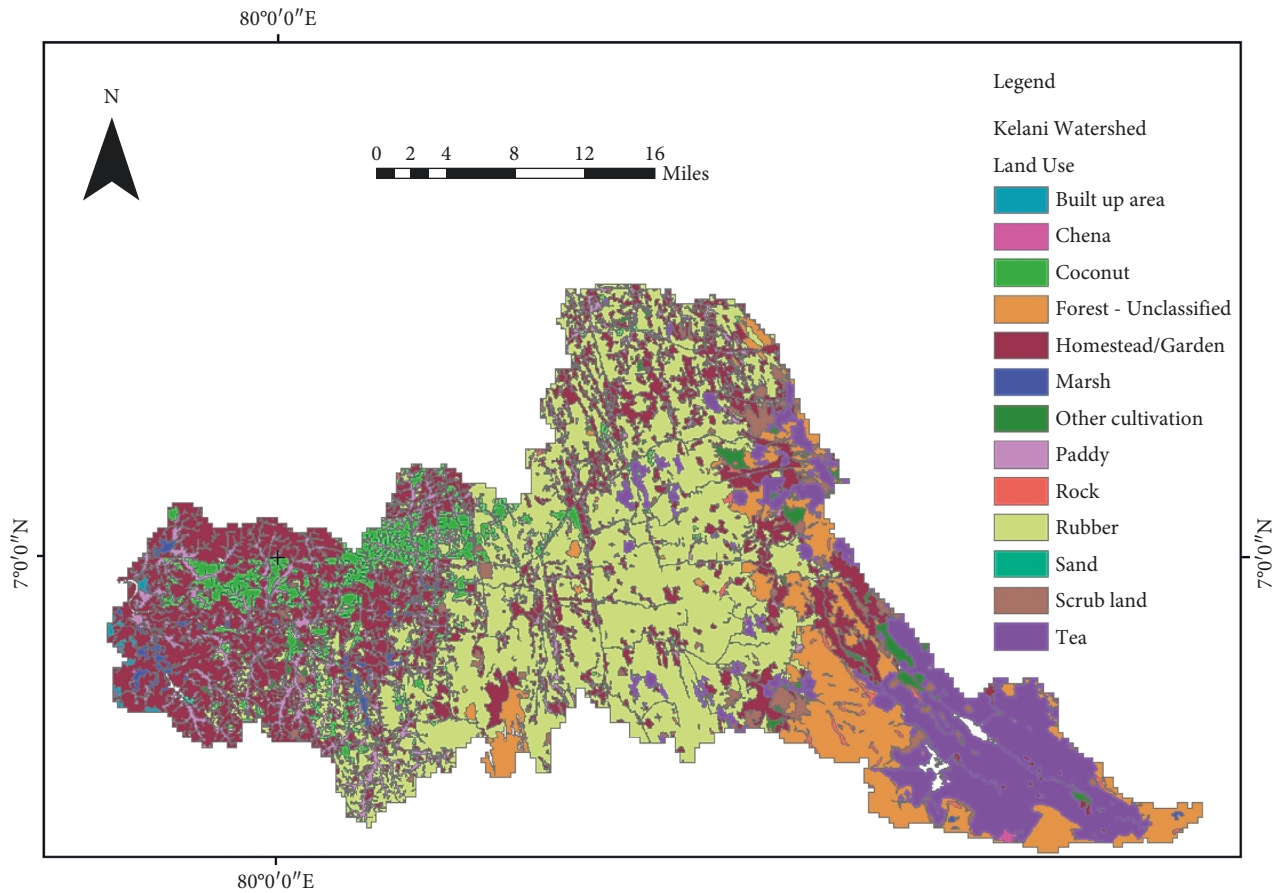 80°0′0″E
N
0 2 4 8 12 16
Miles
Legend
Kelani Watershed
Land Use
Built up area
Chena
Coconut
Forest - Unclassified
Homestead/Garden
Marsh
Other cultivation
Paddy
Rock
Rubber
Sand
Scrub land
Tea
7°0′0″N
7°0′0″N
80°0′0″E